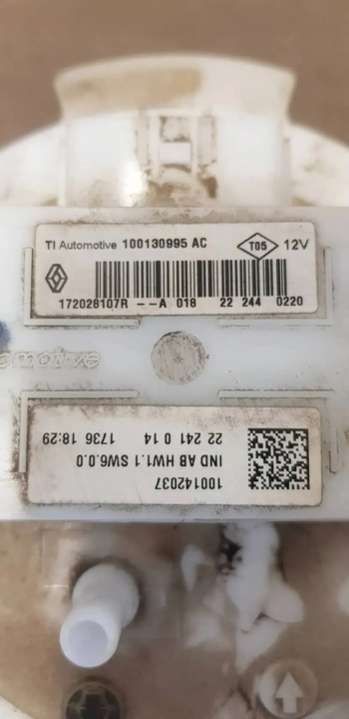 TI Automotive 100130995 AC T05 12V
172028107R --A 018 22 244 0220
100142037
IND AB HW1.1 SW6.0.0
22 241 0 14 1736 18:29